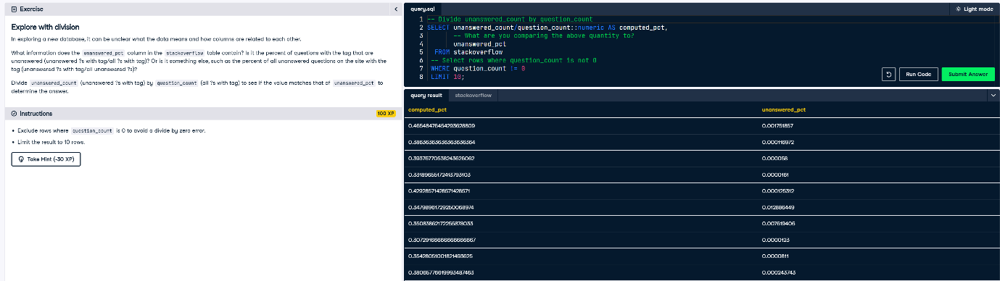 Exercise
Explore with division
In exploring a new database, it can be unclear what the data means and how columns are related to each other.
What information does the unanswered_pct column in the stackoverflow table contain? Is it the percent of questions with the tag that are
unanswered (unanswered ?s with tag/all ?s with tag)? Or is it something else, such as the percent of all unanswered questions on the site with the
tag (unanswered ?s with tag/all unanswered ?s)?
Divide unanswered_count (unanswered ?s with tag) by question_count (all ?s with tag) to see if the value matches that of unanswered_pct to
determine the answer.
Instructions
100 XP
Exclude rows where question_count is 0 to avoid a divide by zero error.
Limit the result to 10 rows.
Take Hint (-30 XP)
query.sql
Light mode
1 -- Divide unanswered_count by question_count
2 SELECT unanswered_count/question_count::numeric AS computed_pct,
3 -- What are you comparing the above quantity to?
4 unanswered_pct
5 FROM stackoverflow
6 -- Select rows where question_count is not 0
7 WHERE question_count != 0
8 LIMIT 10;
Run Code
Submit Answer
query result stackoverflow
computed_pct unanswered_pct
0.46548476454293628809 0.001751857
0.38636363636363636364 0.000116972
0.39376770538243626062 0.000058
0.33189655172413793103 0.0000161
0.42928571428571428571 0.000125312
0.34798961729250068974 0.012886449
0.35083862172255878033 0.007619406
0.30729166666666666667 0.0000123
0.35428051001821493625 0.0000811
0.38065776619993487463 0.000243743